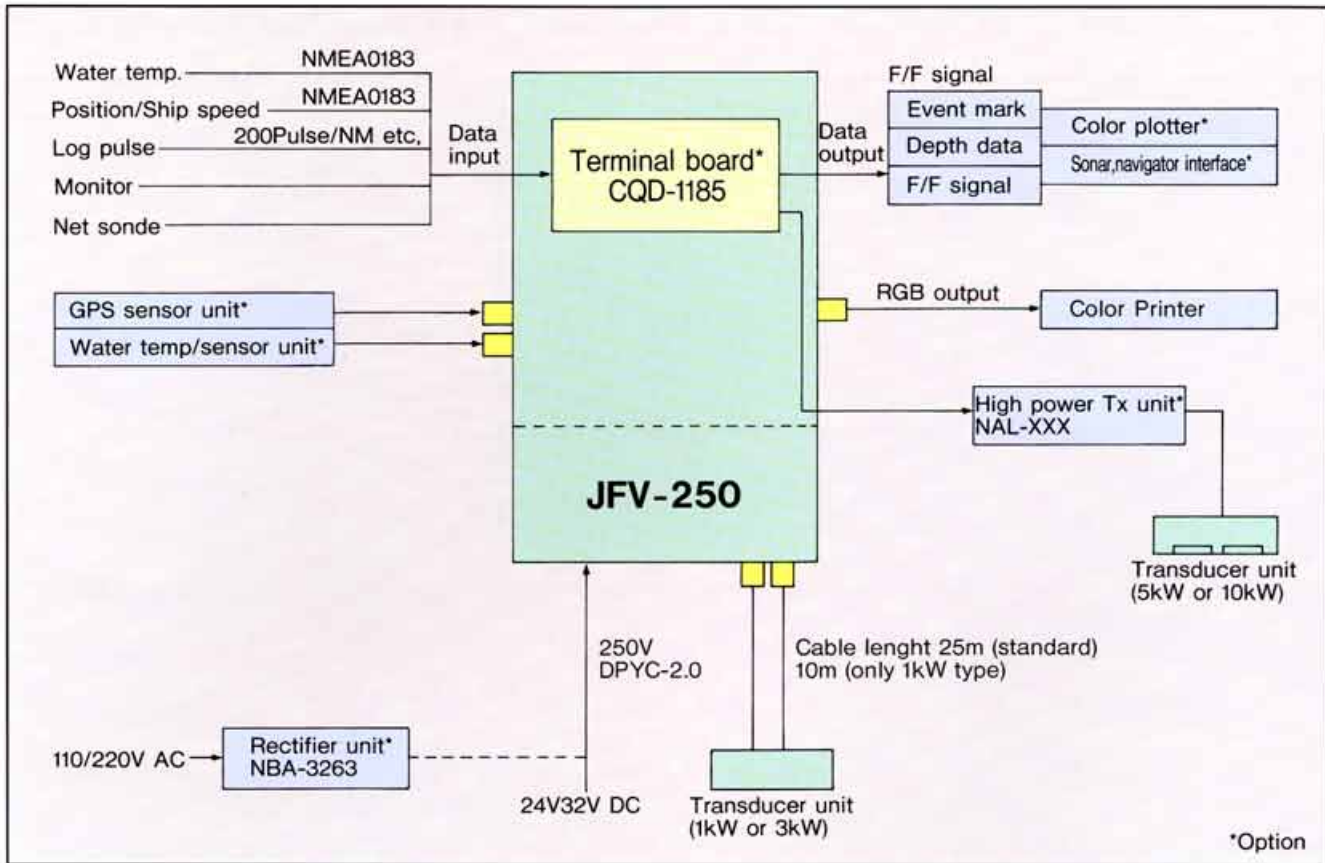 Water temp.
NMEA0183
Position/Ship speed
NMEA0183
Log pulse
200Pulse/NM etc,
Monitor
Net sonde
Data
input
Terminal board*
CQD-1185
Data
output
F/F signal
Event mark
Depth data
F/F signal
Color plotter*
Sonar,navigator interface*
GPS sensor unit*
Water temp/sensor unit*
RGB output
Color Printer
High power Tx unit*
NAL-XXX
JFV-250
Transducer unit
(5kW or 10kW)
250V
DPYC-2.0
Cable lenght 25m (standard)
10m (only 1kW type)
110/220V AC
Rectifier unit*
NBA-3263
24V32V DC
Transducer unit
(1kW or 3kW)
*Option